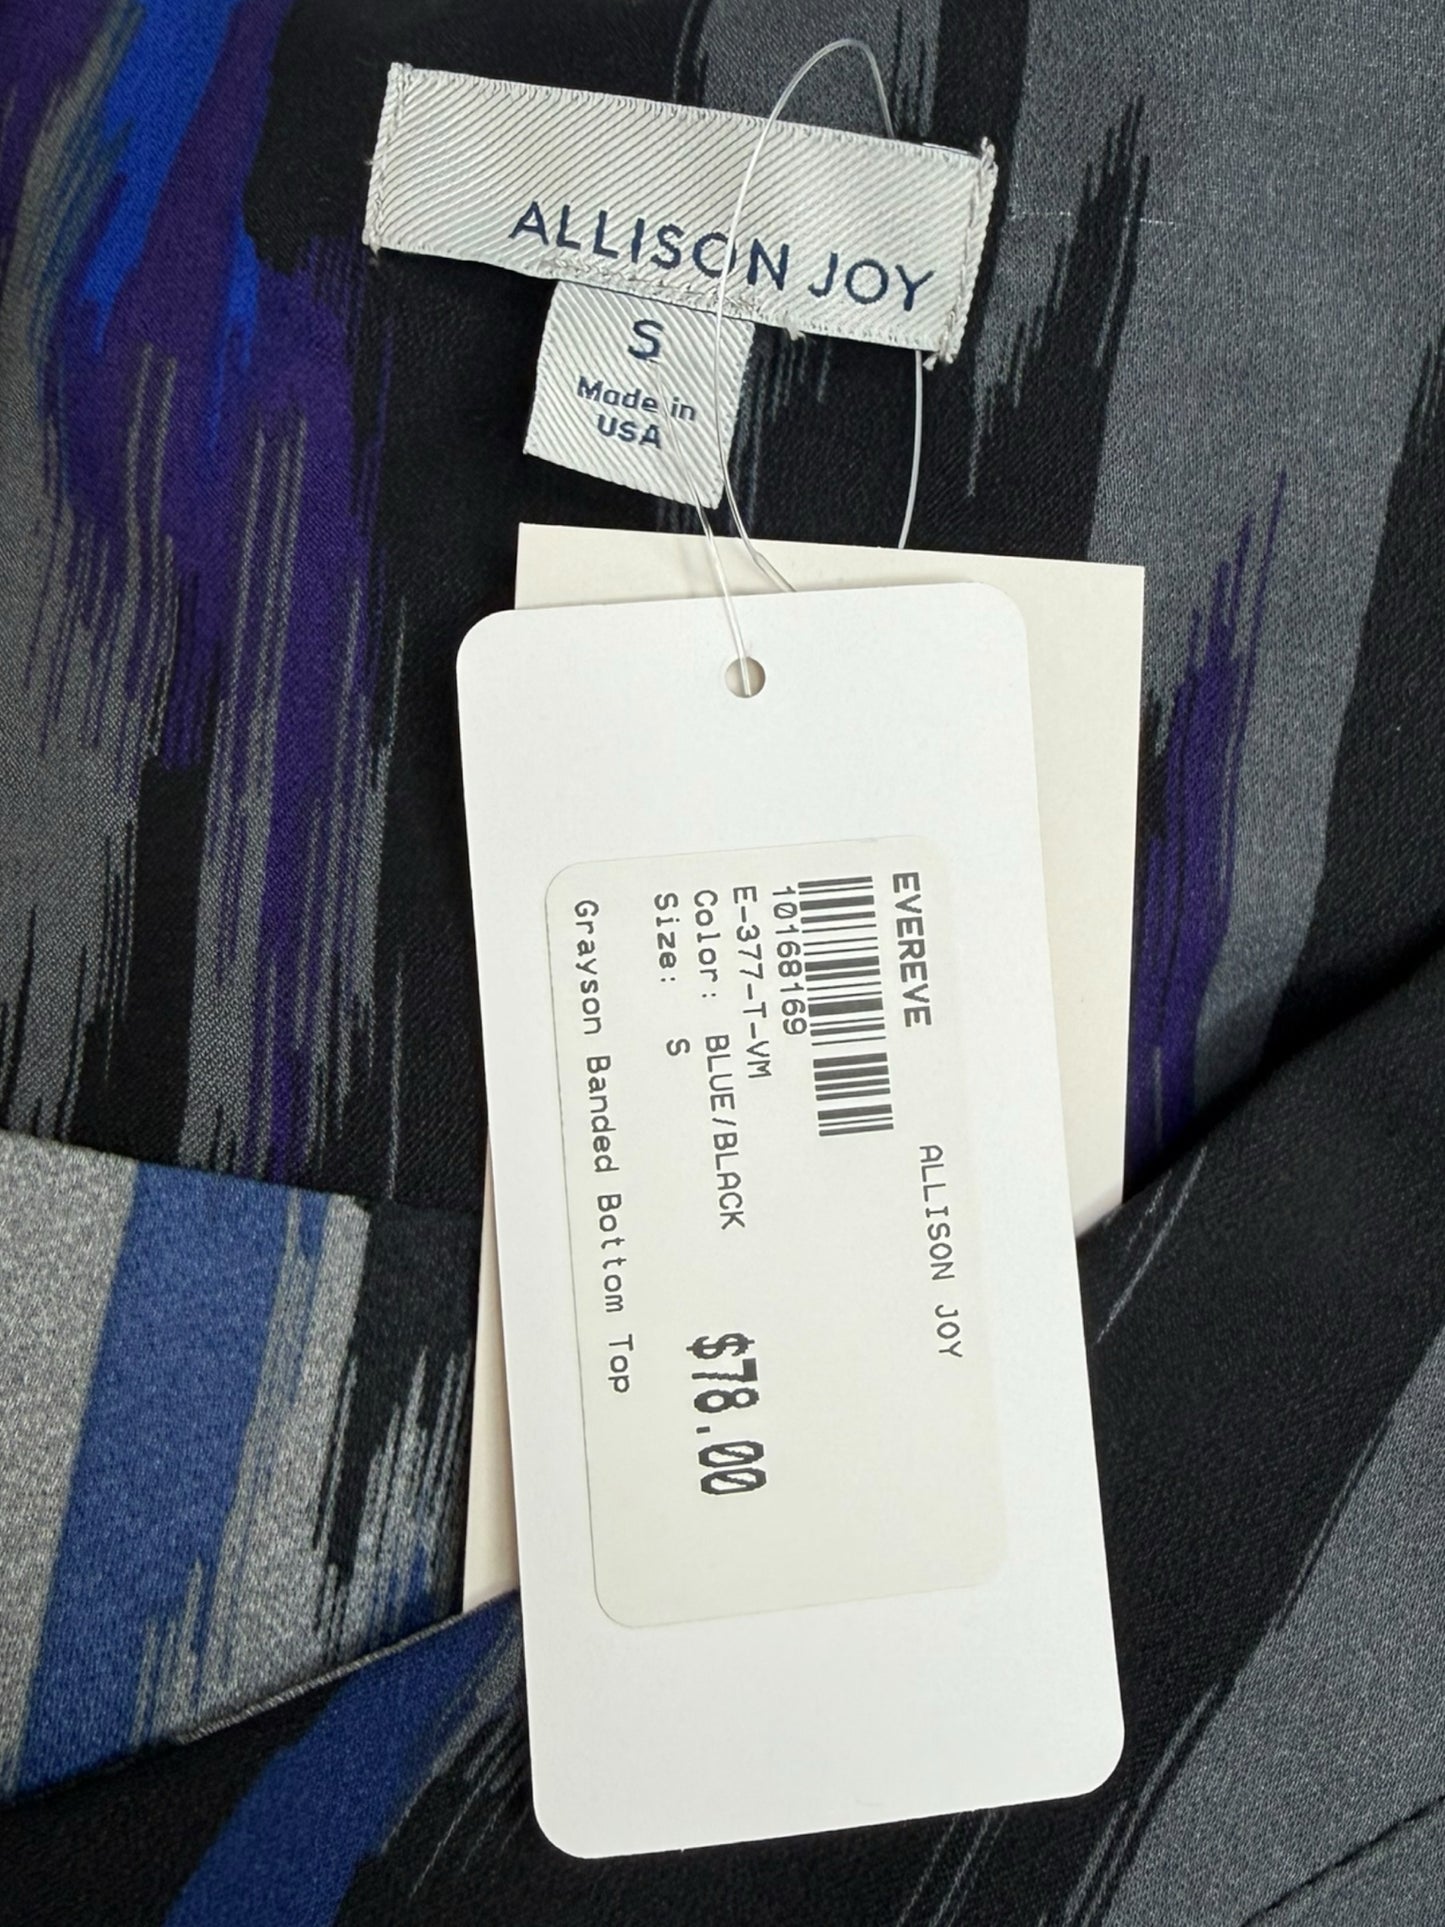 ALLISON JOY
S
Made in
USA
EVEREVE ALLISON JOY
10168169
E-377-T-VM
Color: BLUE/BLACK $78.00
Size: S
Grayson Banded Bottom Top